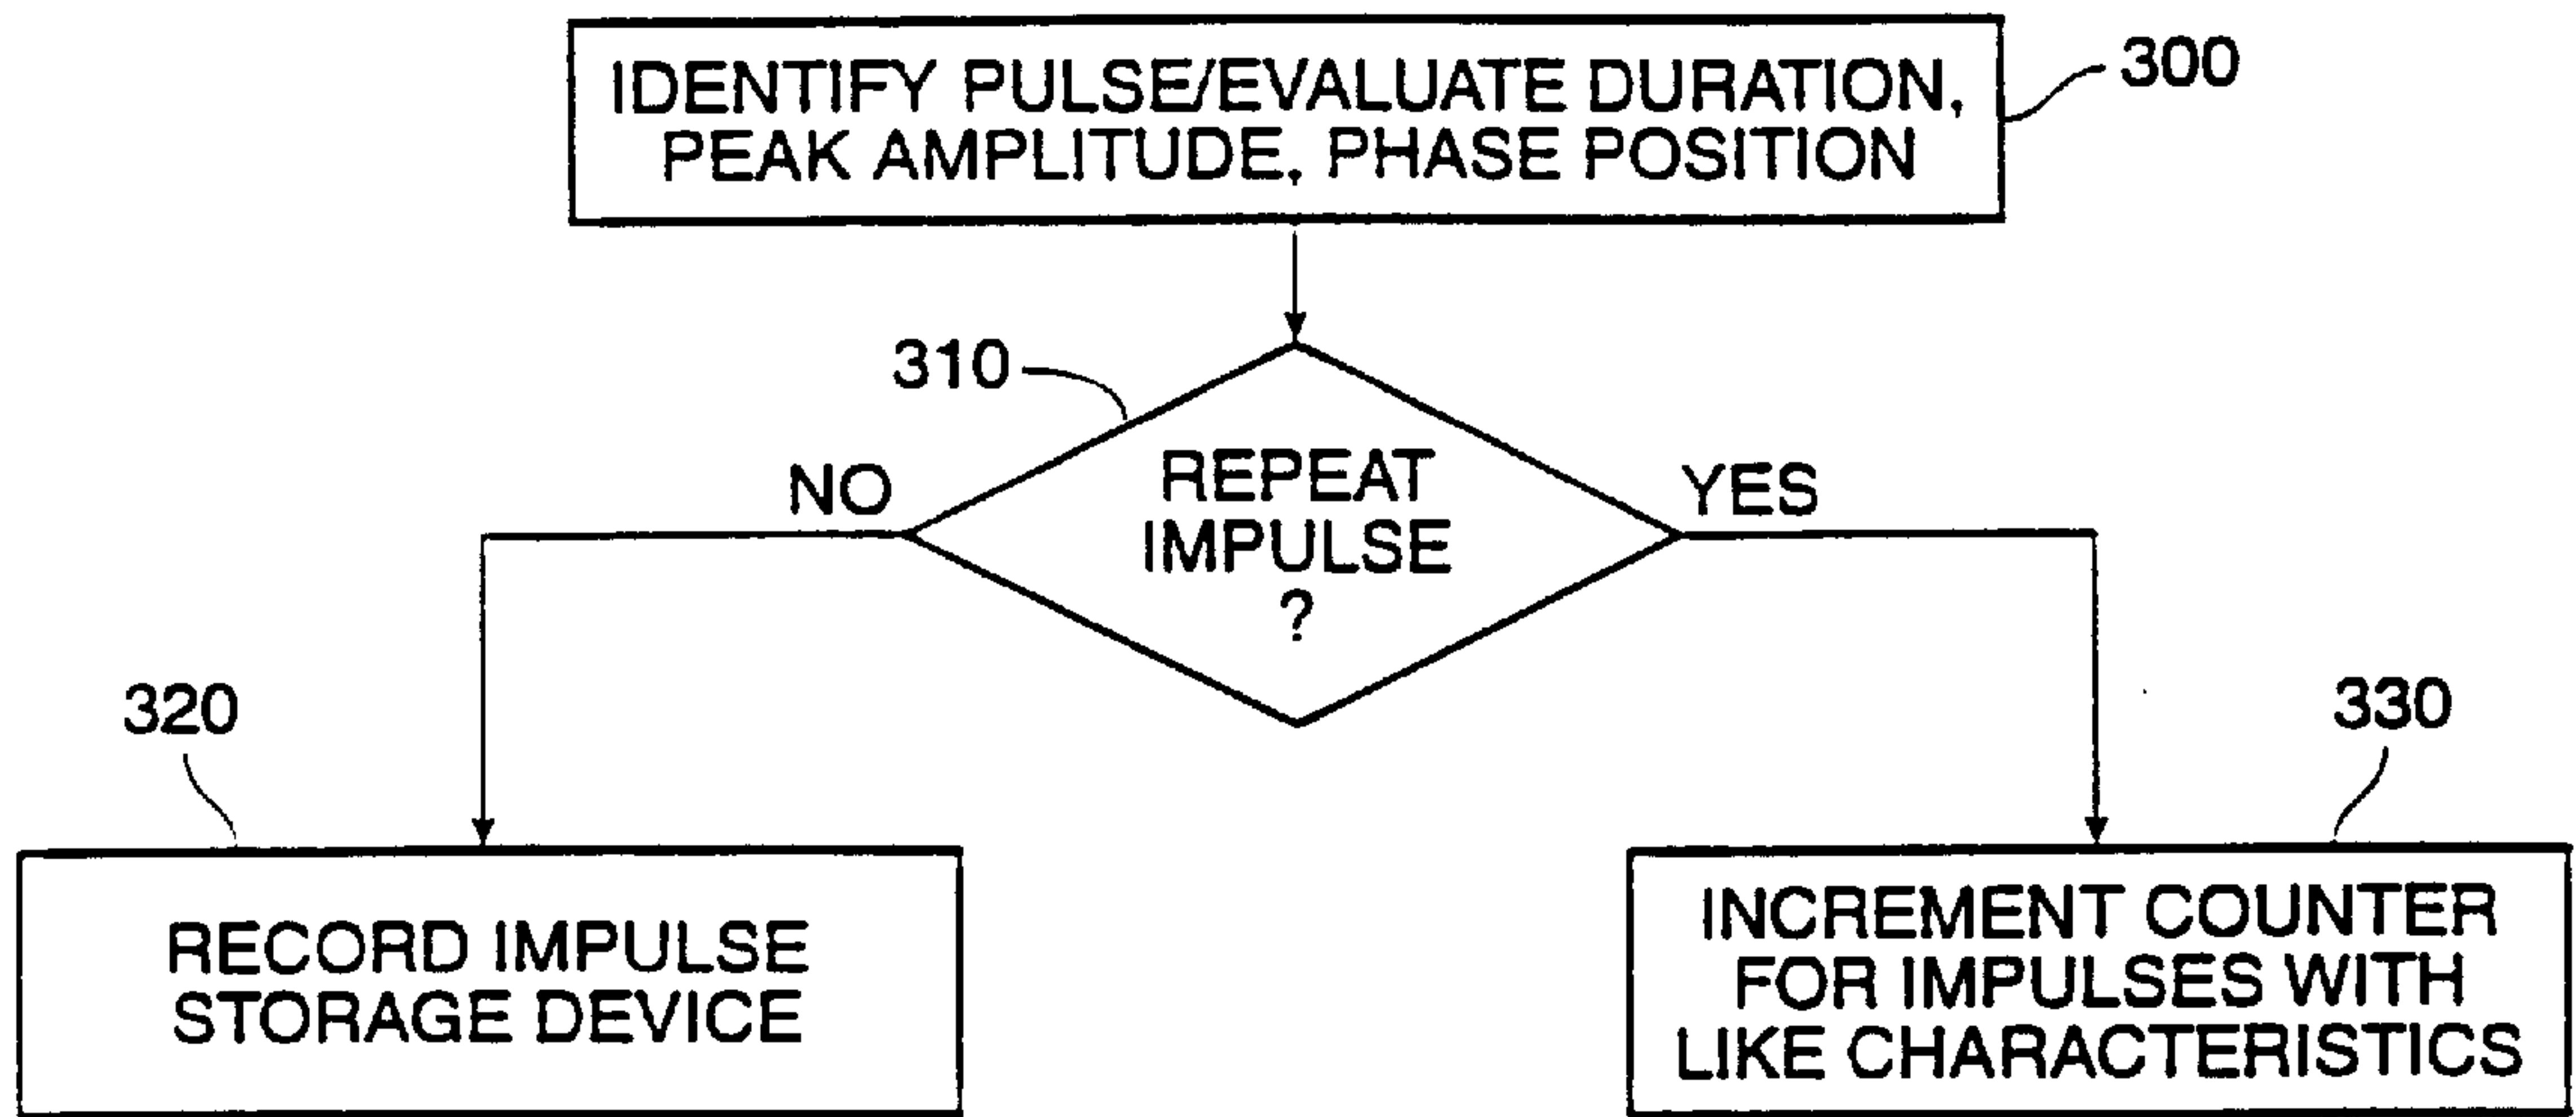 IDENTIFY PULSE/EVALUATE DURATION,
PEAK AMPLITUDE, PHASE POSITION
300
310
REPEAT
IMPULSE
?
NO
YES
320
330
RECORD IMPULSE
STORAGE DEVICE
INCREMENT COUNTER
FOR IMPULSES WITH
LIKE CHARACTERISTICS